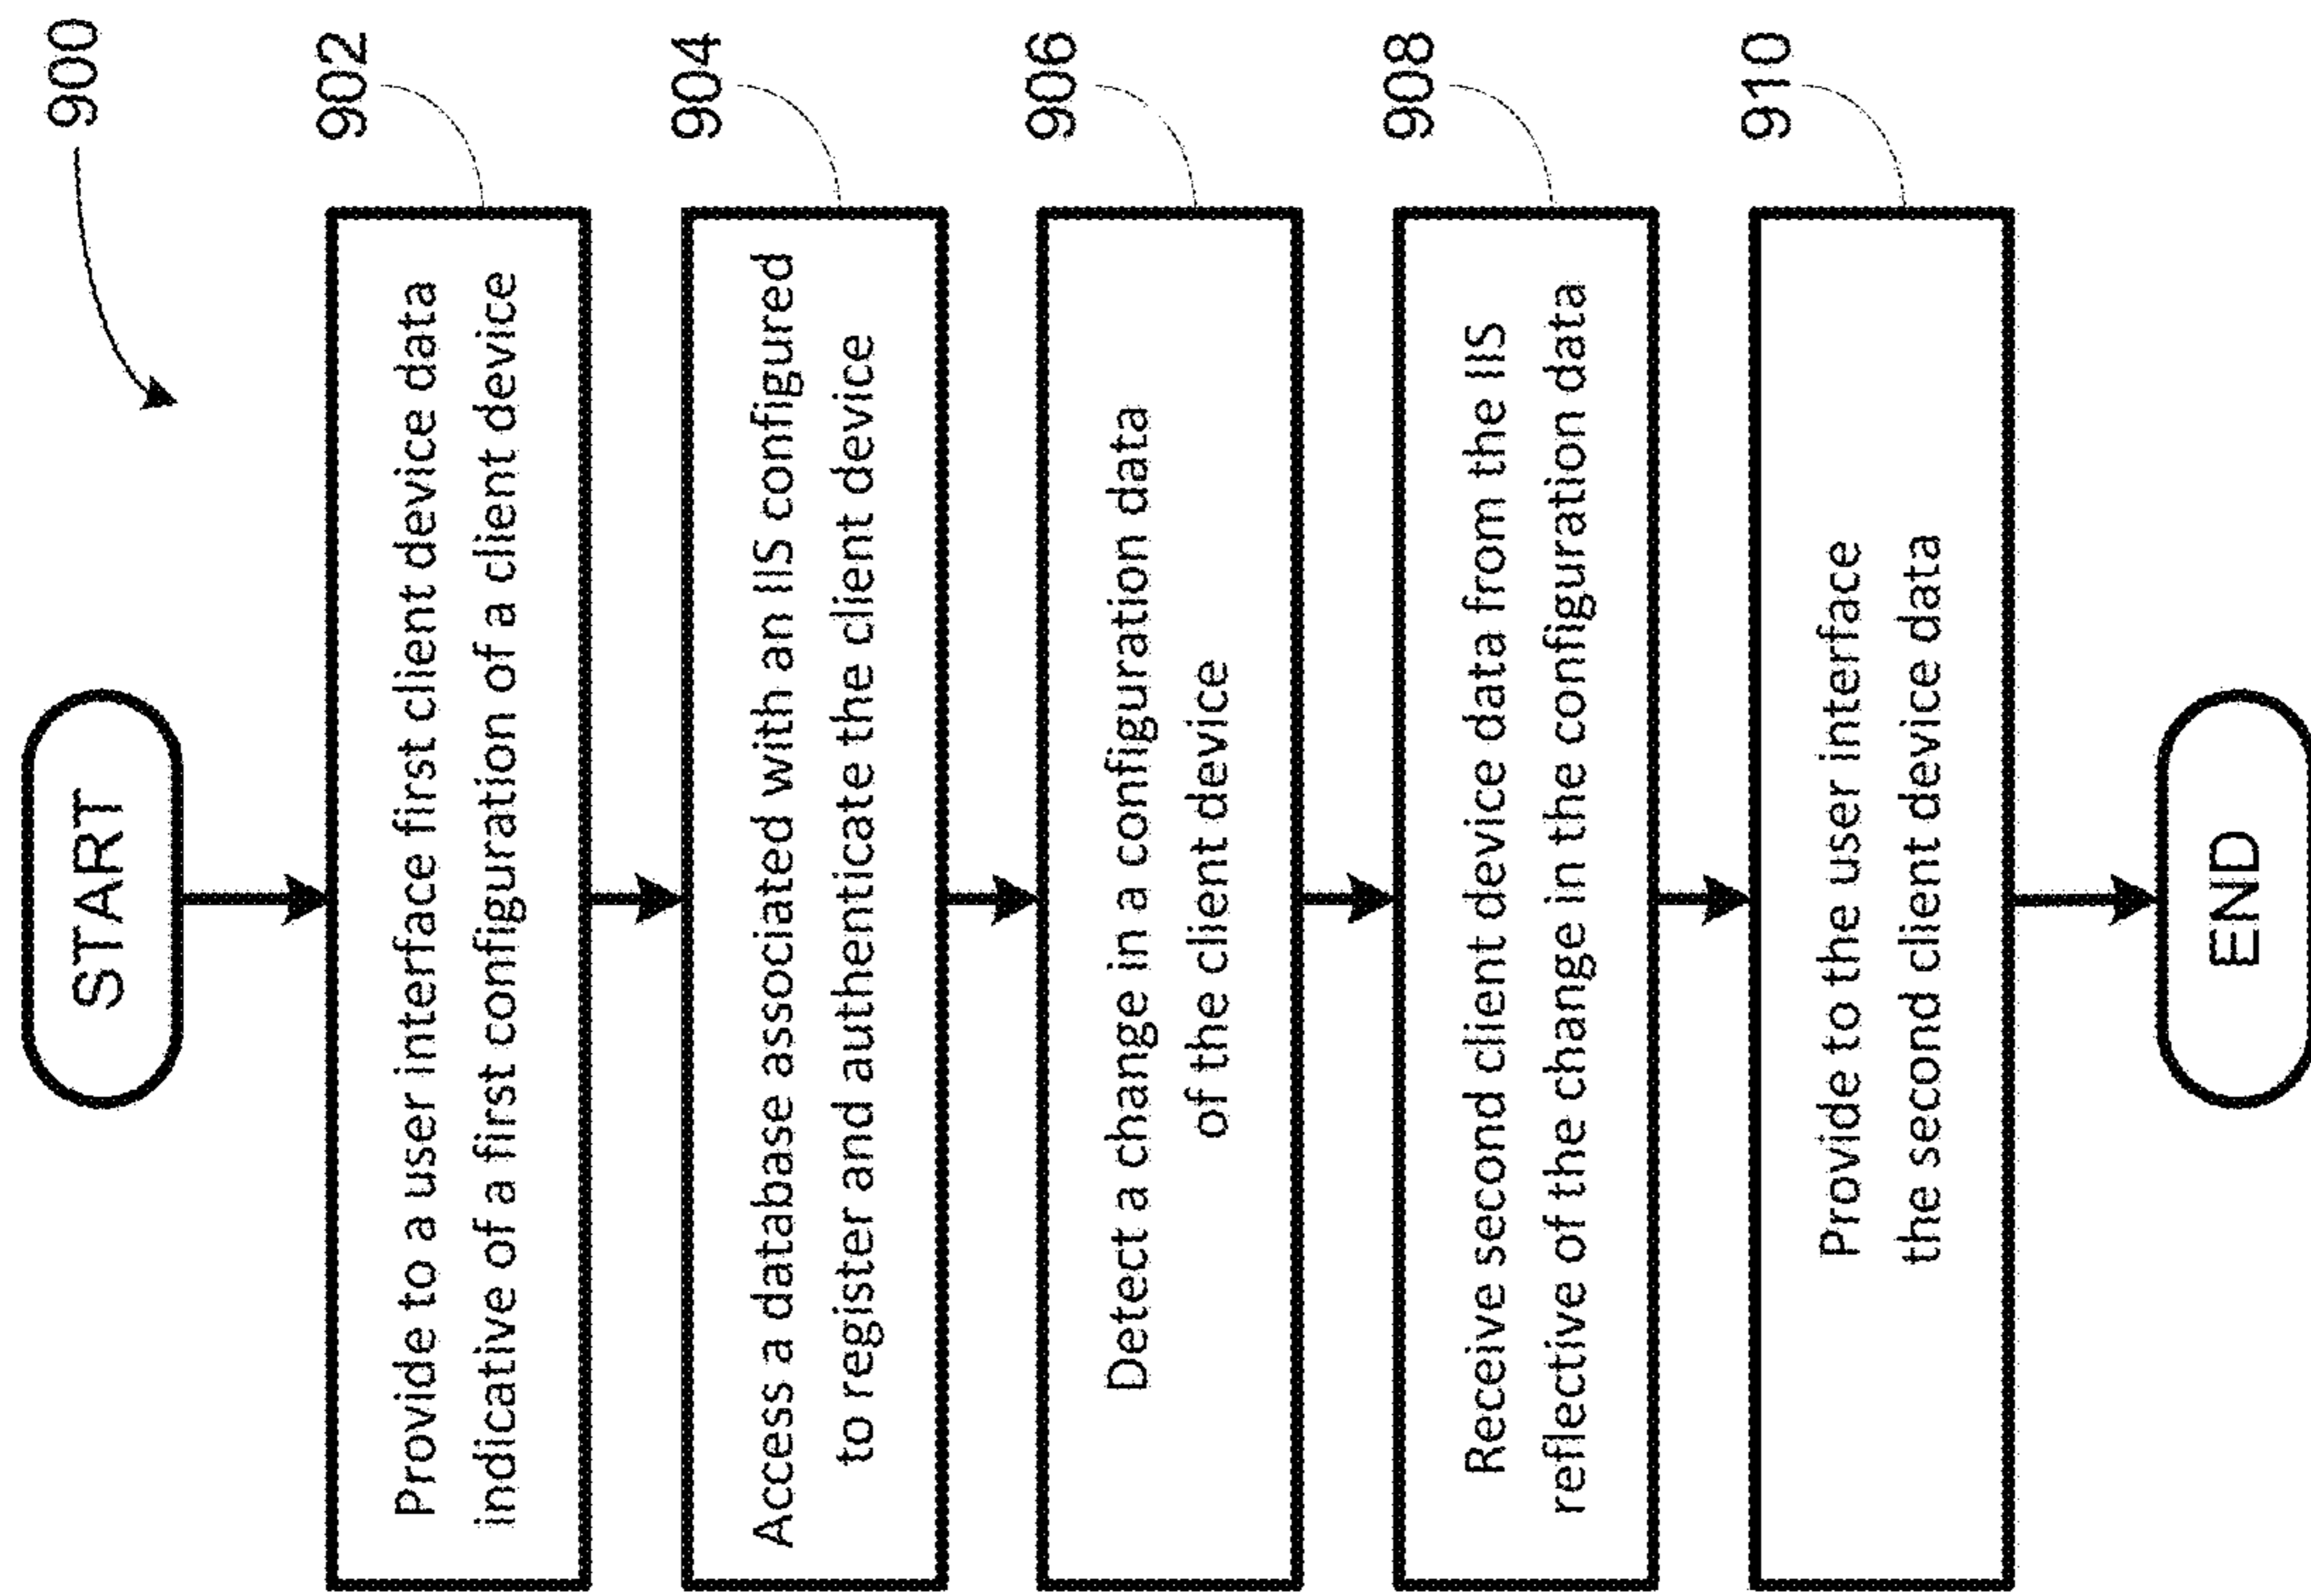 900
START
902
Provide to a user interface first client device data
indicative of a first configuration of a client device
904
Access a database associated with an IIS configured
to register and authenticate the client device
906
Detect a change in a configuration data
of the client device
908
Receive second client device data from the IIS
reflective of the change in the configuration data
910
Provide to the user interface
the second client device data
END